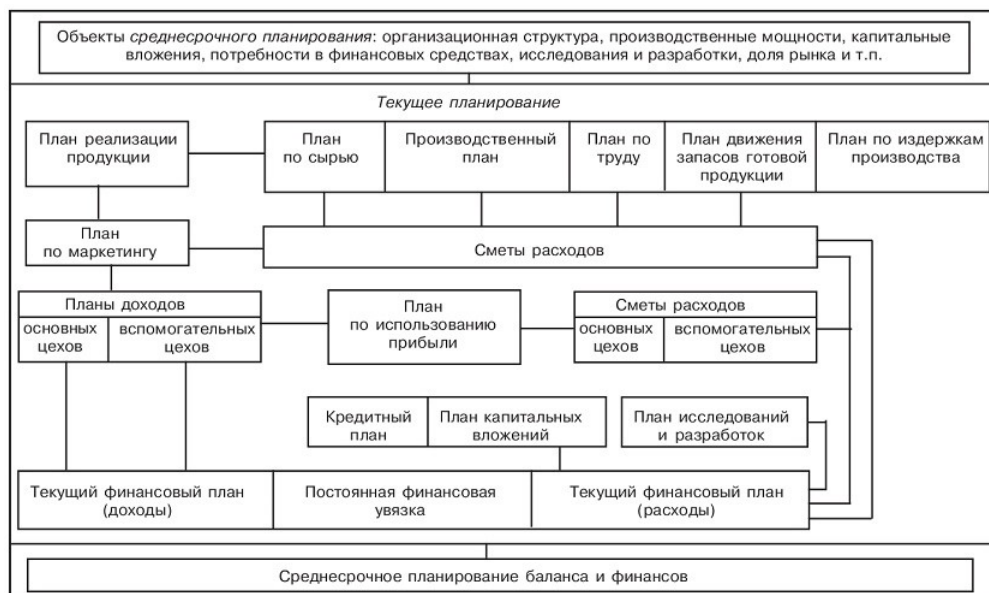 Объекты среднесрочного планирования: организационная структура, производственные мощности, капитальные
вложения, потребности в финансовых средствах, исследования и разработки, доля рынка и т.п.
Текущее планирование
План реализации
продукции
План
по сырью
Производственный
план
План по
труду
План движения
запасов готовой
продукции
План по издержкам
производства
План
по маркетингу
Сметы расходов
Планы доходов
основных
цехов
вспомогательных
цехов
План
по использованию
прибыли
Сметы расходов
основных
цехов
вспомогательных
цехов
Кредитный
план
План капитальных
вложений
План исследований
и разработок
Текущий финансовый план
(доходы)
Постоянная финансовая
увязка
Текущий финансовый план
(расходы)
Среднесрочное планирование баланса и финансов